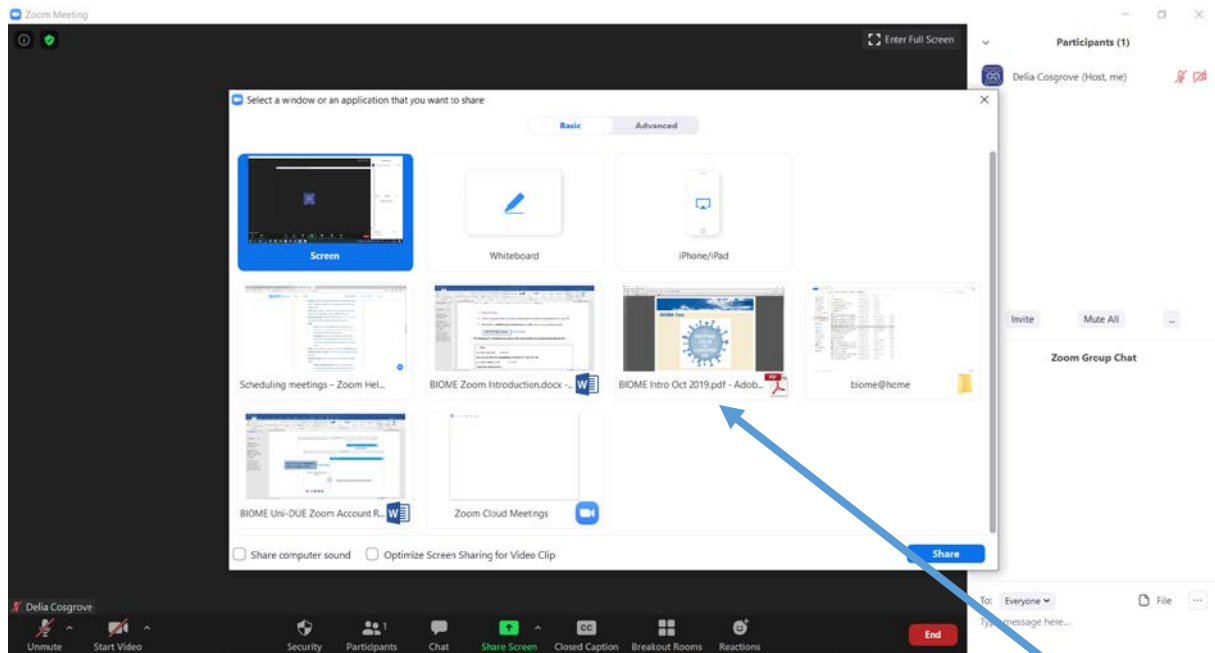 Zoom Meeting
Enter Full Screen
Participants (1)
Delia Cosgrove (Host, me)
Select a window or an application that you want to share
Basic Advanced
Screen Whiteboard iPhone/iPad
BIOME Test
Scheduling meetings – Zoom Hel... BIOME Zoom Introduction.docx -... BIOME Intro Oct 2019.pdf - Adob... biome@home
BIOME Uni-DUE Zoom Account R... Zoom Cloud Meetings
Share computer sound Optimize Screen Sharing for Video Clip Share
Invite Mute All ...
Zoom Group Chat
Delia Cosgrove
To: Everyone File ...
message here...
Unmute Start Video Security Participants 1 Chat Share Screen CC Closed Caption Breakout Rooms Reactions End